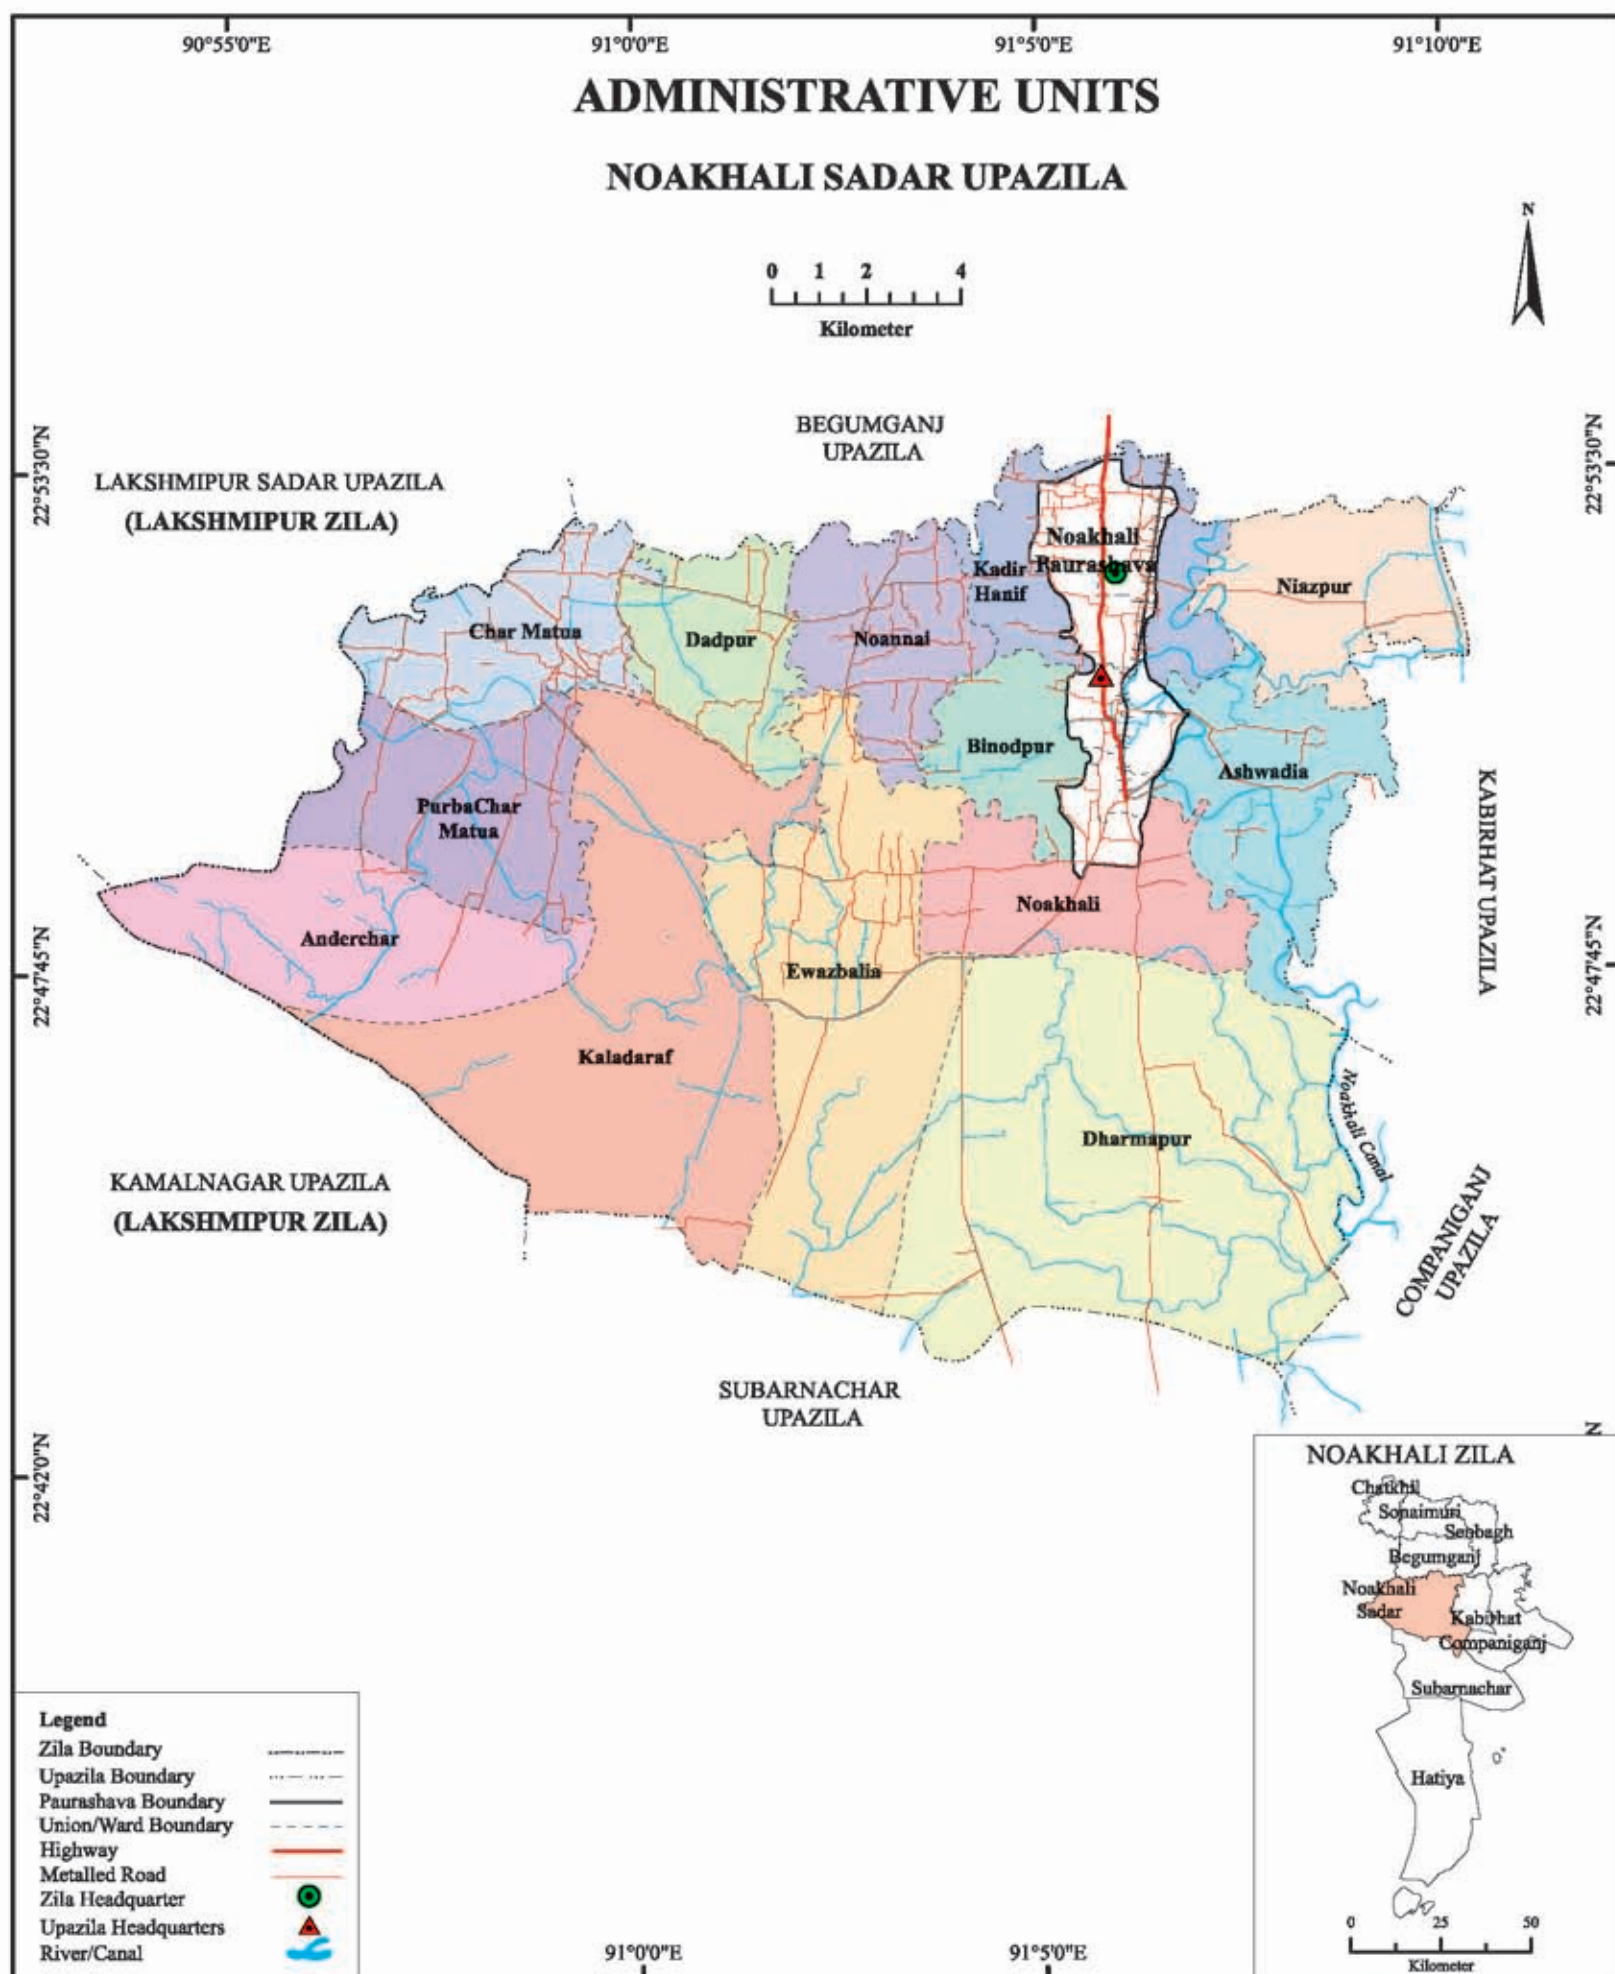 90°55'0"E
91°0'0"E
91°5'0"E
91°10'0"E
ADMINISTRATIVE UNITS
NOAKHALI SADAR UPAZILA
N
0 1 2 4
Kilometer
BEGUMGANJ
UPAZILA
LAKSHMIPUR SADAR UPAZILA
(LAKSHMIPUR ZILA)
22°53'30"N
22°53'30"N
Noakhali
Paurashava
Kadir
Hanif
Niazpur
Char Matua
Dadpur
Noannai
Binodpur
Ashwadia
PurbaChar
Matua
KABIRHAT UPAZILA
Noakhali
Anderchar
Ewazbalia
22°47'45"N
22°47'45"N
Kaladaraf
Noakhali Canal
Dharmapur
KAMALNAGAR UPAZILA
(LAKSHMIPUR ZILA)
COMPANIGANJ
UPAZILA
SUBARNACHAR
UPAZILA
22°42'0"N
N
NOAKHALI ZILA
Chatkhil
Sonaimuri
Senbagh
Begumganj
Noakhali
Sadar
Kabirhat
Companiganj
Subarnachar
Hatiya
0 25 50
Kilometer
Legend
Zila Boundary
Upazila Boundary
Paurashava Boundary
Union/Ward Boundary
Highway
Metalled Road
Zila Headquarter
Upazila Headquarters
River/Canal
91°0'0"E
91°5'0"E